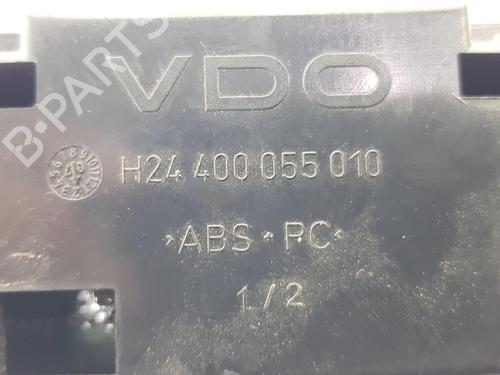 VDO
B-PARTS
H24 400 055 010
>ABS+PC<
1/2